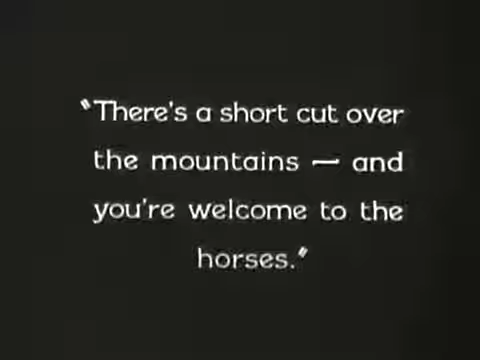 "There's a short cut over
the mountains — and
you're welcome to the
horses."